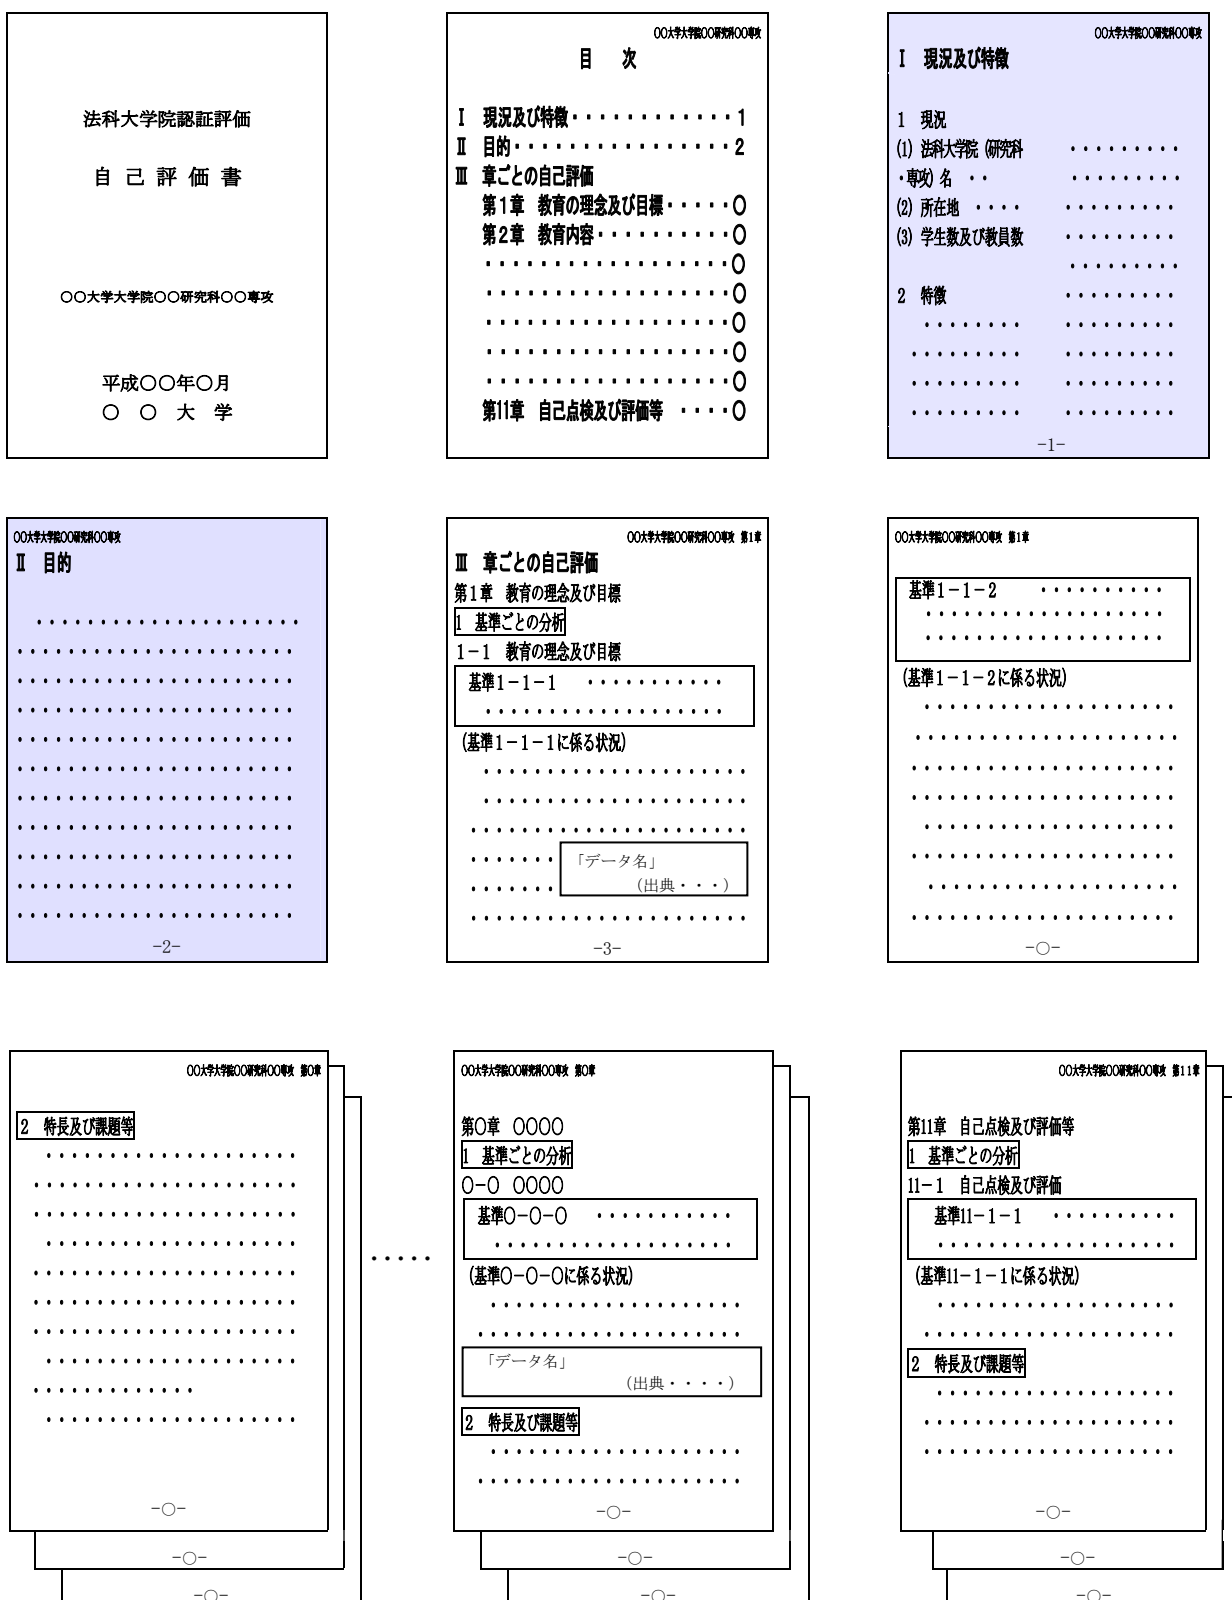 法科大学院認証評価
自 己 評 価 書
○○大学大学院○○研究科○○専攻
平成○○年○月
○ ○ 大 学
○○大学大学院○○研究科○○専攻
目 次
Ⅰ 現況及び特徴・・・・・・・・・・・・1
Ⅱ 目的・・・・・・・・・・・・・・・・・2
Ⅲ 章ごとの自己評価
第1章 教育の理念及び目標・・・・・○
第2章 教育内容・・・・・・・・・・○
・・・・・・・・・・・・・・・・・・・○
・・・・・・・・・・・・・・・・・・・○
・・・・・・・・・・・・・・・・・・・○
・・・・・・・・・・・・・・・・・・・○
・・・・・・・・・・・・・・・・・・・○
第11章 自己点検及び評価等 ・・・・○
○○大学大学院○○研究科○○専攻
Ⅰ 現況及び特徴
1 現況
(1) 法科大学院（研究科
・専攻）名 ・・
(2) 所在地 ・・・・
(3) 学生数及び教員数
2 特徴
・・・・・・・・
・・・・・・・・・
・・・・・・・・・
・・・・・・・・・
・・・・・・・・・
・・・・・・・・・
・・・・・・・・・
・・・・・・・・・
・・・・・・・・・
・・・・・・・・・
・・・・・・・・・
・・・・・・・・・
・・・・・・・・・
・・・・・・・・・
-1-
○○大学大学院○○研究科○○専攻
Ⅱ 目的
・・・・・・・・・・・・・・・・・・・・・
・・・・・・・・・・・・・・・・・・・・・・
・・・・・・・・・・・・・・・・・・・・・・
・・・・・・・・・・・・・・・・・・・・・・
・・・・・・・・・・・・・・・・・・・・・・
・・・・・・・・・・・・・・・・・・・・・・
・・・・・・・・・・・・・・・・・・・・・・
・・・・・・・・・・・・・・・・・・・・・・
・・・・・・・・・・・・・・・・・・・・・・
・・・・・・・・・・・・・・・・・・・・・・
・・・・・・・・・・・・・・・・・・・・・・
-2-
○○大学大学院○○研究科○○専攻 第1章
Ⅲ 章ごとの自己評価
第1章 教育の理念及び目標
1 基準ごとの分析
1－1 教育の理念及び目標
基準1－1－1 ・・・・・・・・・・・
・・・・・・・・・・・・・・・・・・・
（基準1－1－1に係る状況）
・・・・・・・・・・・・・・・・・・・・・
・・・・・・・・・・・・・・・・・・・・・
・・・・・・・・・・・・・・・・・・・・・・
・・・・・・・
・・・・・・・
「データ名」
（出典・・・）
・・・・・・・・・・・・・・・・・・・・・・
-3-
○○大学大学院○○研究科○○専攻 第1章
基準1－1－2 ・・・・・・・・・・
・・・・・・・・・・・・・・・・・・・
・・・・・・・・・・・・・・・・・・・
（基準1－1－2に係る状況）
・・・・・・・・・・・・・・・・・・・・
・・・・・・・・・・・・・・・・・・・・・
・・・・・・・・・・・・・・・・・・・・・
・・・・・・・・・・・・・・・・・・・・・
・・・・・・・・・・・・・・・・・・・・
・・・・・・・・・・・・・・・・・・・・・
・・・・・・・・・・・・・・・・・・・・
・・・・・・・・・・・・・・・・・・・・・
-○-
○○大学大学院○○研究科○○専攻 第○章
2 特長及び課題等
・・・・・・・・・・・・・・・・・・・・
・・・・・・・・・・・・・・・・・・・・・
・・・・・・・・・・・・・・・・・・・・・
・・・・・・・・・・・・・・・・・・・・
・・・・・・・・・・・・・・・・・・・・・
・・・・・・・・・・・・・・・・・・・・・
・・・・・・・・・・・・・・・・・・・・・
・・・・・・・・・・・・・・・・・・・・
・・・・・・・・・・・・・
・・・・・・・・・・・・・・・・・・・・
-○-
-○-
-○-
・・・・・
○○大学大学院○○研究科○○専攻 第○章
第○章 ○○○○
1 基準ごとの分析
○－○ ○○○○
基準○－○－○ ・・・・・・・・・・・
・・・・・・・・・・・・・・・・・・・
（基準○－○－○に係る状況）
・・・・・・・・・・・・・・・・・・・・
・・・・・・・・・・・・・・・・・・・・・
「データ名」
（出典・・・・）
2 特長及び課題等
・・・・・・・・・・・・・・・・・・・・
・・・・・・・・・・・・・・・・・・・・・
-○-
-○-
-○-
○○大学大学院○○研究科○○専攻 第11章
第11章 自己点検及び評価等
1 基準ごとの分析
11－1 自己点検及び評価
基準11－1－1 ・・・・・・・・・・
・・・・・・・・・・・・・・・・・・・
（基準11－1－1に係る状況）
・・・・・・・・・・・・・・・・・・・
・・・・・・・・・・・・・・・・・・・・
2 特長及び課題等
・・・・・・・・・・・・・・・・・・・
・・・・・・・・・・・・・・・・・・・・
・・・・・・・・・・・・・・・・・・・・
-○-
-○-
-○-